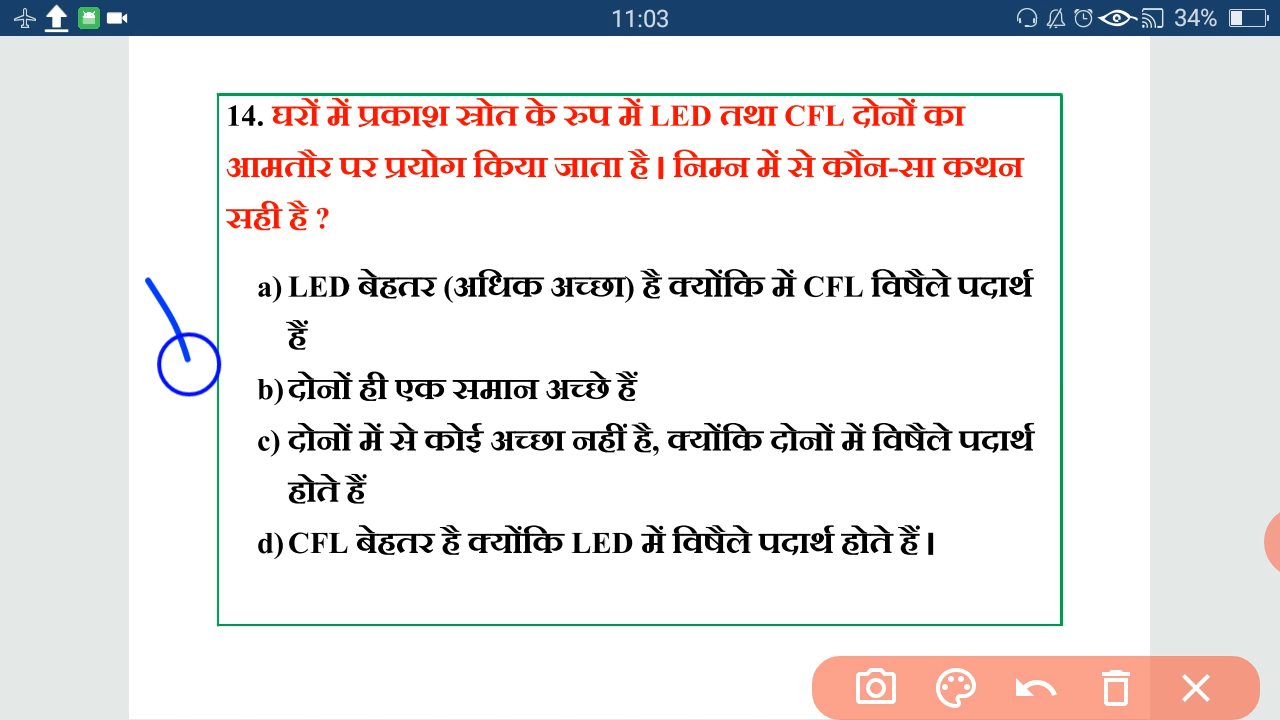 11:03
34%
14. घरों में प्रकाश स्रोत के रुप में LED तथा CFL दोनों का
आमतौर पर प्रयोग किया जाता है। निम्न में से कौन-सा कथन
सही है ?
a) LED बेहतर (अधिक अच्छा) है क्योंकि में CFL विषैले पदार्थ
हैं
b) दोनों ही एक समान अच्छे हैं
c) दोनों में से कोई अच्छा नहीं है, क्योंकि दोनों में विषैले पदार्थ
होते हैं
d) CFL बेहतर है क्योंकि LED में विषैले पदार्थ होते हैं।